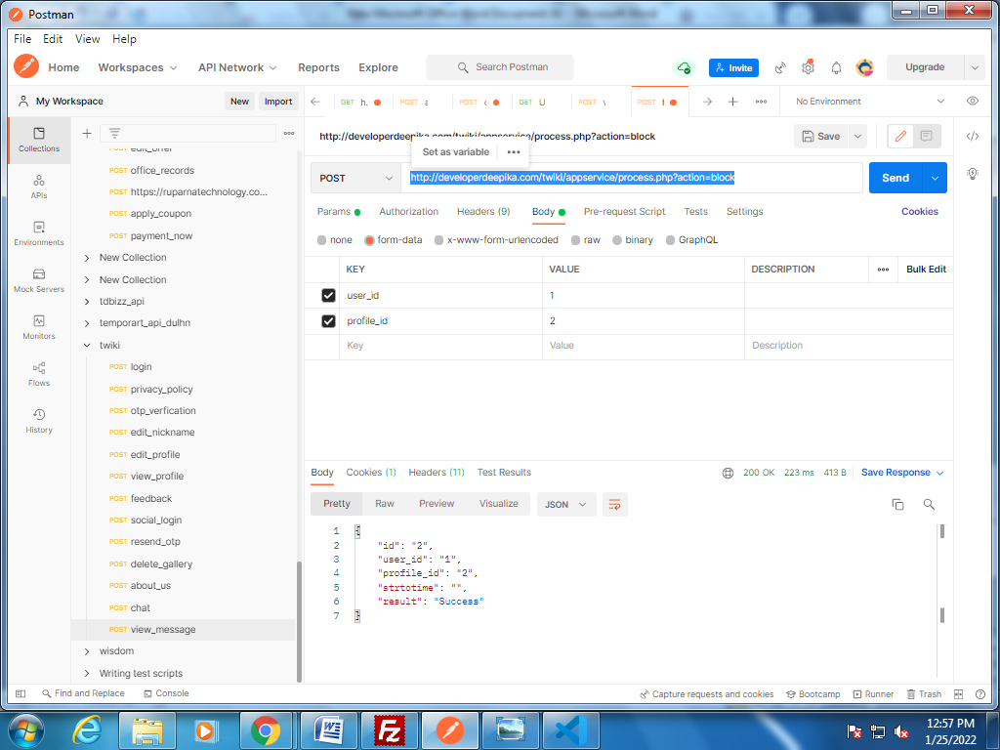 Postman
File Edit View Help
Home Workspaces API Network Reports Explore Search Postman Invite Upgrade
My Workspace New Import GET h. POST a POST c GET U POST v POST No Environment
http://developerdeepika.com/twiki/appservice/process.php?action=block Save
Set as variable
POST http://developerdeepika.com/twiki/appservice/process.php?action=block Send
Params Authorization Headers (9) Body Pre-request Script Tests Settings Cookies
none form-data x-www-form-urlencoded raw binary GraphQL
KEY VALUE DESCRIPTION Bulk Edit
user_id 1
profile_id 2
Key Value Description
Collections
APIs
Environments
Mock Servers
Monitors
Flows
History
POST edit_offer
POST office_records
POST https://ruparnatechnology.co...
POST apply_coupon
POST payment_now
New Collection
New Collection
tdbizz_api
temporart_api_dulhn
twiki
POST login
POST privacy_policy
POST otp_verfication
POST edit_nickname
POST edit_profile
POST view_profile
POST feedback
POST social_login
POST resend_otp
POST delete_gallery
POST about_us
POST chat
POST view_message
wisdom
Writing test scripts
Body Cookies (1) Headers (11) Test Results 200 OK 223 ms 413 B Save Response
Pretty Raw Preview Visualize JSON
1 {
2 "id": "2",
3 "user_id": "1",
4 "profile_id": "2",
5 "strtotime": "",
6 "result": "Success"
7 }
Find and Replace Console Capture requests and cookies Bootcamp Runner Trash
12:57 PM
1/25/2022